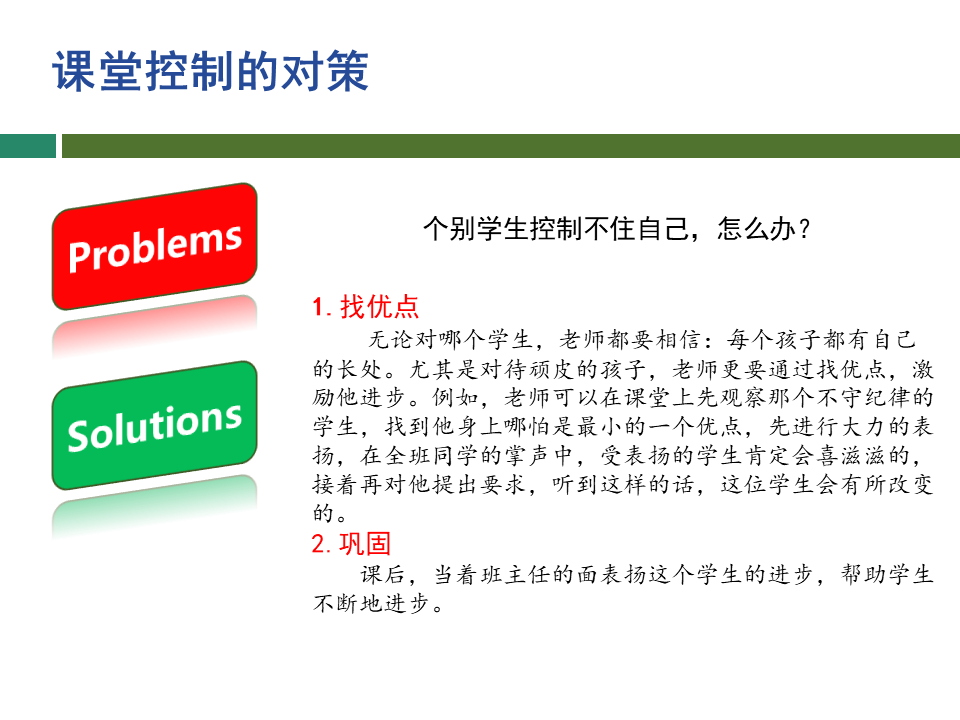 课堂控制的对策
Problems
Solutions
个别学生控制不住自己，怎么办？
1.找优点
无论对哪个学生，老师都要相信：每个孩子都有自己
的长处。尤其是对待顽皮的孩子，老师更要通过找优点，激
励他进步。例如，老师可以在课堂上先观察那个不守纪律的
学生，找到他身上哪怕是最小的一个优点，先进行大力的表
扬，在全班同学的掌声中，受表扬的学生肯定会喜滋滋的，
接着再对他提出要求，听到这样的话，这位学生会有所改变
的。
2.巩固
课后，当着班主任的面表扬这个学生的进步，帮助学生
不断地进步。